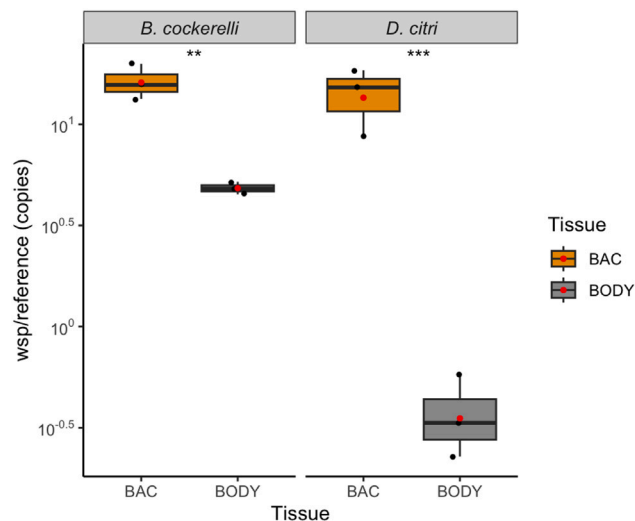 B. cockerelli
D. citri
**
***
wsp/reference (copies)
10^1
10^0.5
10^0
10^-0.5
BAC
BODY
BAC
BODY
Tissue
Tissue
BAC
BODY